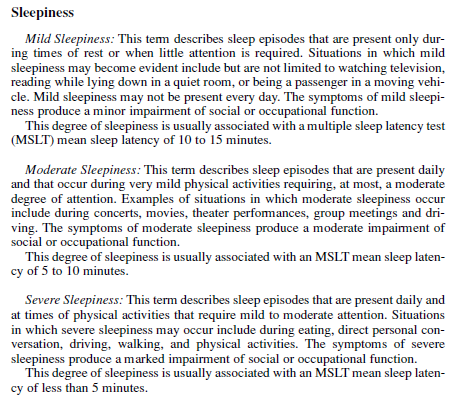 Sleepiness
Mild Sleepiness: This term describes sleep episodes that are present only dur-
ing times of rest or when little attention is required. Situations in which mild
sleepiness may become evident include but are not limited to watching television,
reading while lying down in a quiet room, or being a passenger in a moving vehi-
cle. Mild sleepiness may not be present every day. The symptoms of mild sleepi-
ness produce a minor impairment of social or occupational function.
This degree of sleepiness is usually associated with a multiple sleep latency test
(MSLT) mean sleep latency of 10 to 15 minutes.
Moderate Sleepiness: This term describes sleep episodes that are present daily
and that occur during very mild physical activities requiring, at most, a moderate
degree of attention. Examples of situations in which moderate sleepiness occur
include during concerts, movies, theater performances, group meetings and dri-
ving. The symptoms of moderate sleepiness produce a moderate impairment of
social or occupational function.
This degree of sleepiness is usually associated with an MSLT mean sleep laten-
cy of 5 to 10 minutes.
Severe Sleepiness: This term describes sleep episodes that are present daily and
at times of physical activities that require mild to moderate attention. Situations
in which severe sleepiness may occur include during eating, direct personal con-
versation, driving, walking, and physical activities. The symptoms of severe
sleepiness produce a marked impairment of social or occupational function.
This degree of sleepiness is usually associated with an MSLT mean sleep laten-
cy of less than 5 minutes.